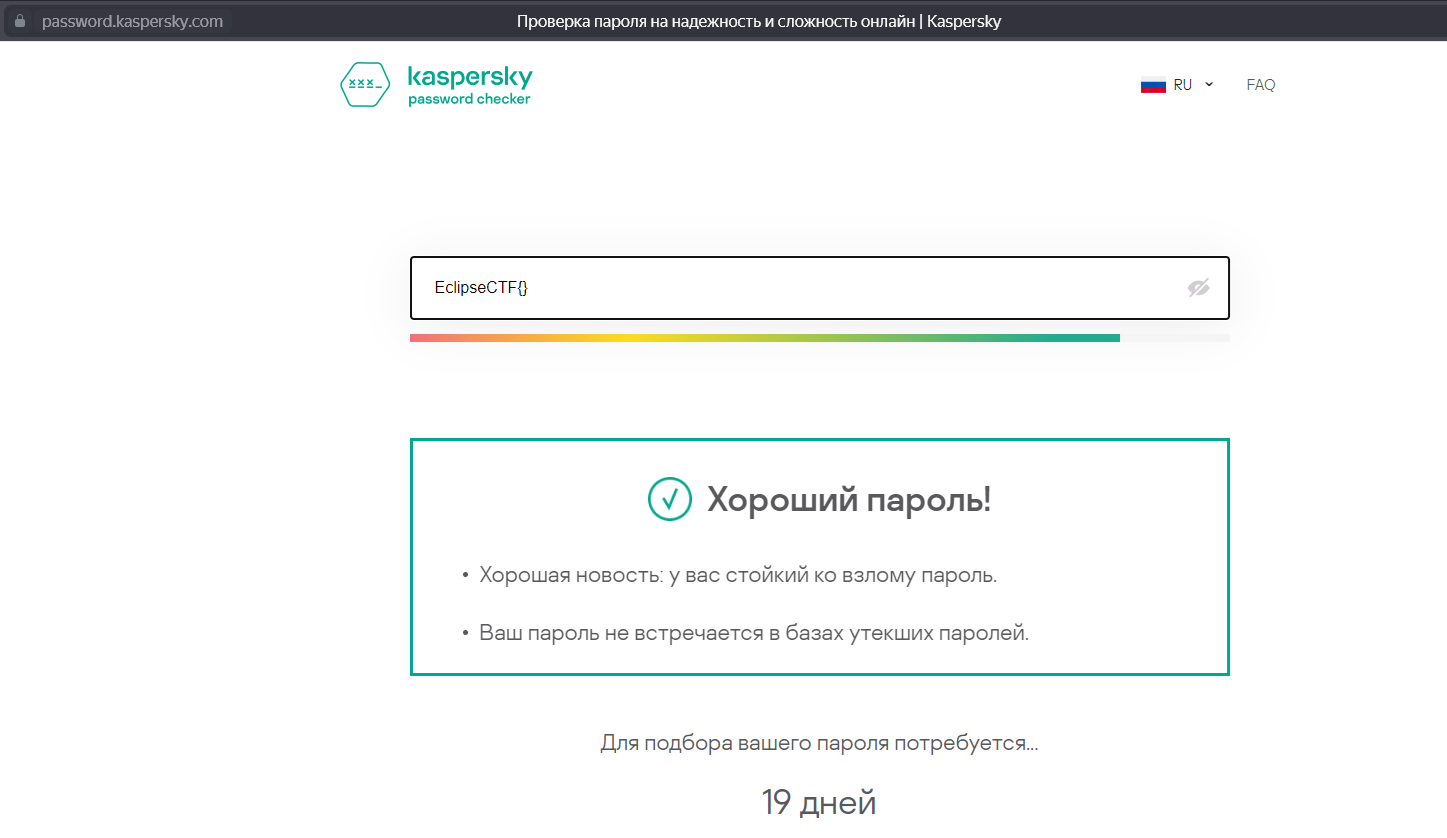 password.kaspersky.com Проверка пароля на надежность и сложность онлайн | Kaspersky
xxx_
kaspersky
password checker
RU FAQ
EclipseCTF{}
Хороший пароль!
• Хорошая новость: у вас стойкий ко взлому пароль.
• Ваш пароль не встречается в базах утекших паролей.
Для подбора вашего пароля потребуется...
19 дней